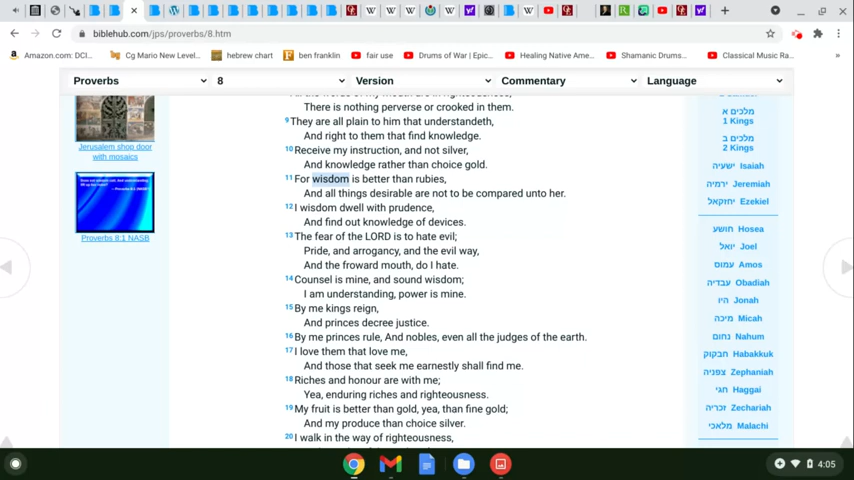 biblehub.com/jps/proverbs/8.htm
Amazon.com: DCI...
Cg Mario New Level...
hebrew chart
ben franklin
fair use
Drums of War | Epic...
Healing Native Ame...
Shamanic Drums...
Classical Music Ra...
»
Proverbs
8
Version
Commentary
Language
There is nothing perverse or crooked in them.
9 They are all plain to him that understandeth,
And right to them that find knowledge.
10 Receive my instruction, and not silver,
And knowledge rather than choice gold.
11 For wisdom is better than rubies,
And all things desirable are not to be compared unto her.
12 I wisdom dwell with prudence,
And find out knowledge of devices.
13 The fear of the LORD is to hate evil;
Pride, and arrogancy, and the evil way,
And the froward mouth, do I hate.
14 Counsel is mine, and sound wisdom;
I am understanding, power is mine.
15 By me kings reign,
And princes decree justice.
16 By me princes rule, And nobles, even all the judges of the earth.
17 I love them that love me,
And those that seek me earnestly shall find me.
18 Riches and honour are with me;
Yea, enduring riches and righteousness.
19 My fruit is better than gold, yea, than fine gold;
And my produce than choice silver.
20 I walk in the way of righteousness,
Jerusalem shop door
with mosaics
Proverbs 8:1 NASB
מלכים א
1 Kings
מלכים ב
2 Kings
ישעיה Isaiah
ירמיה Jeremiah
יחזקאל Ezekiel
הושע Hosea
יואל Joel
עמוס Amos
עבדיה Obadiah
יונה Jonah
מיכה Micah
נחום Nahum
חבקוק Habakkuk
צפניה Zephaniah
חגי Haggai
זכריה Zechariah
מלאכי Malachi
4:05